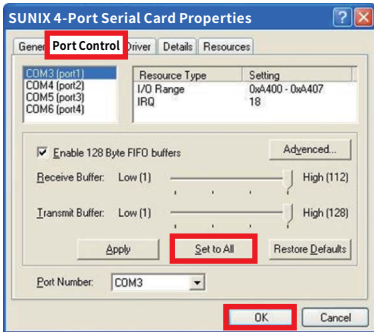 SUNIX 4-Port Serial Card Properties
Gener Port Control Driver Details Resources
COM3 (port1)
COM4 (port2)
COM5 (port3)
COM6 (port4)
Resource Type Setting
I/O Range 0xA400 - 0xA407
IRQ 18
Enable 128 Byte FIFO buffers
Advenced...
Receive Buffer: Low (1) High (112)
Transmit Buffer: Low (1) High (128)
Apply Set to All Restore Defaults
Port Number: COM3
OK Cancel